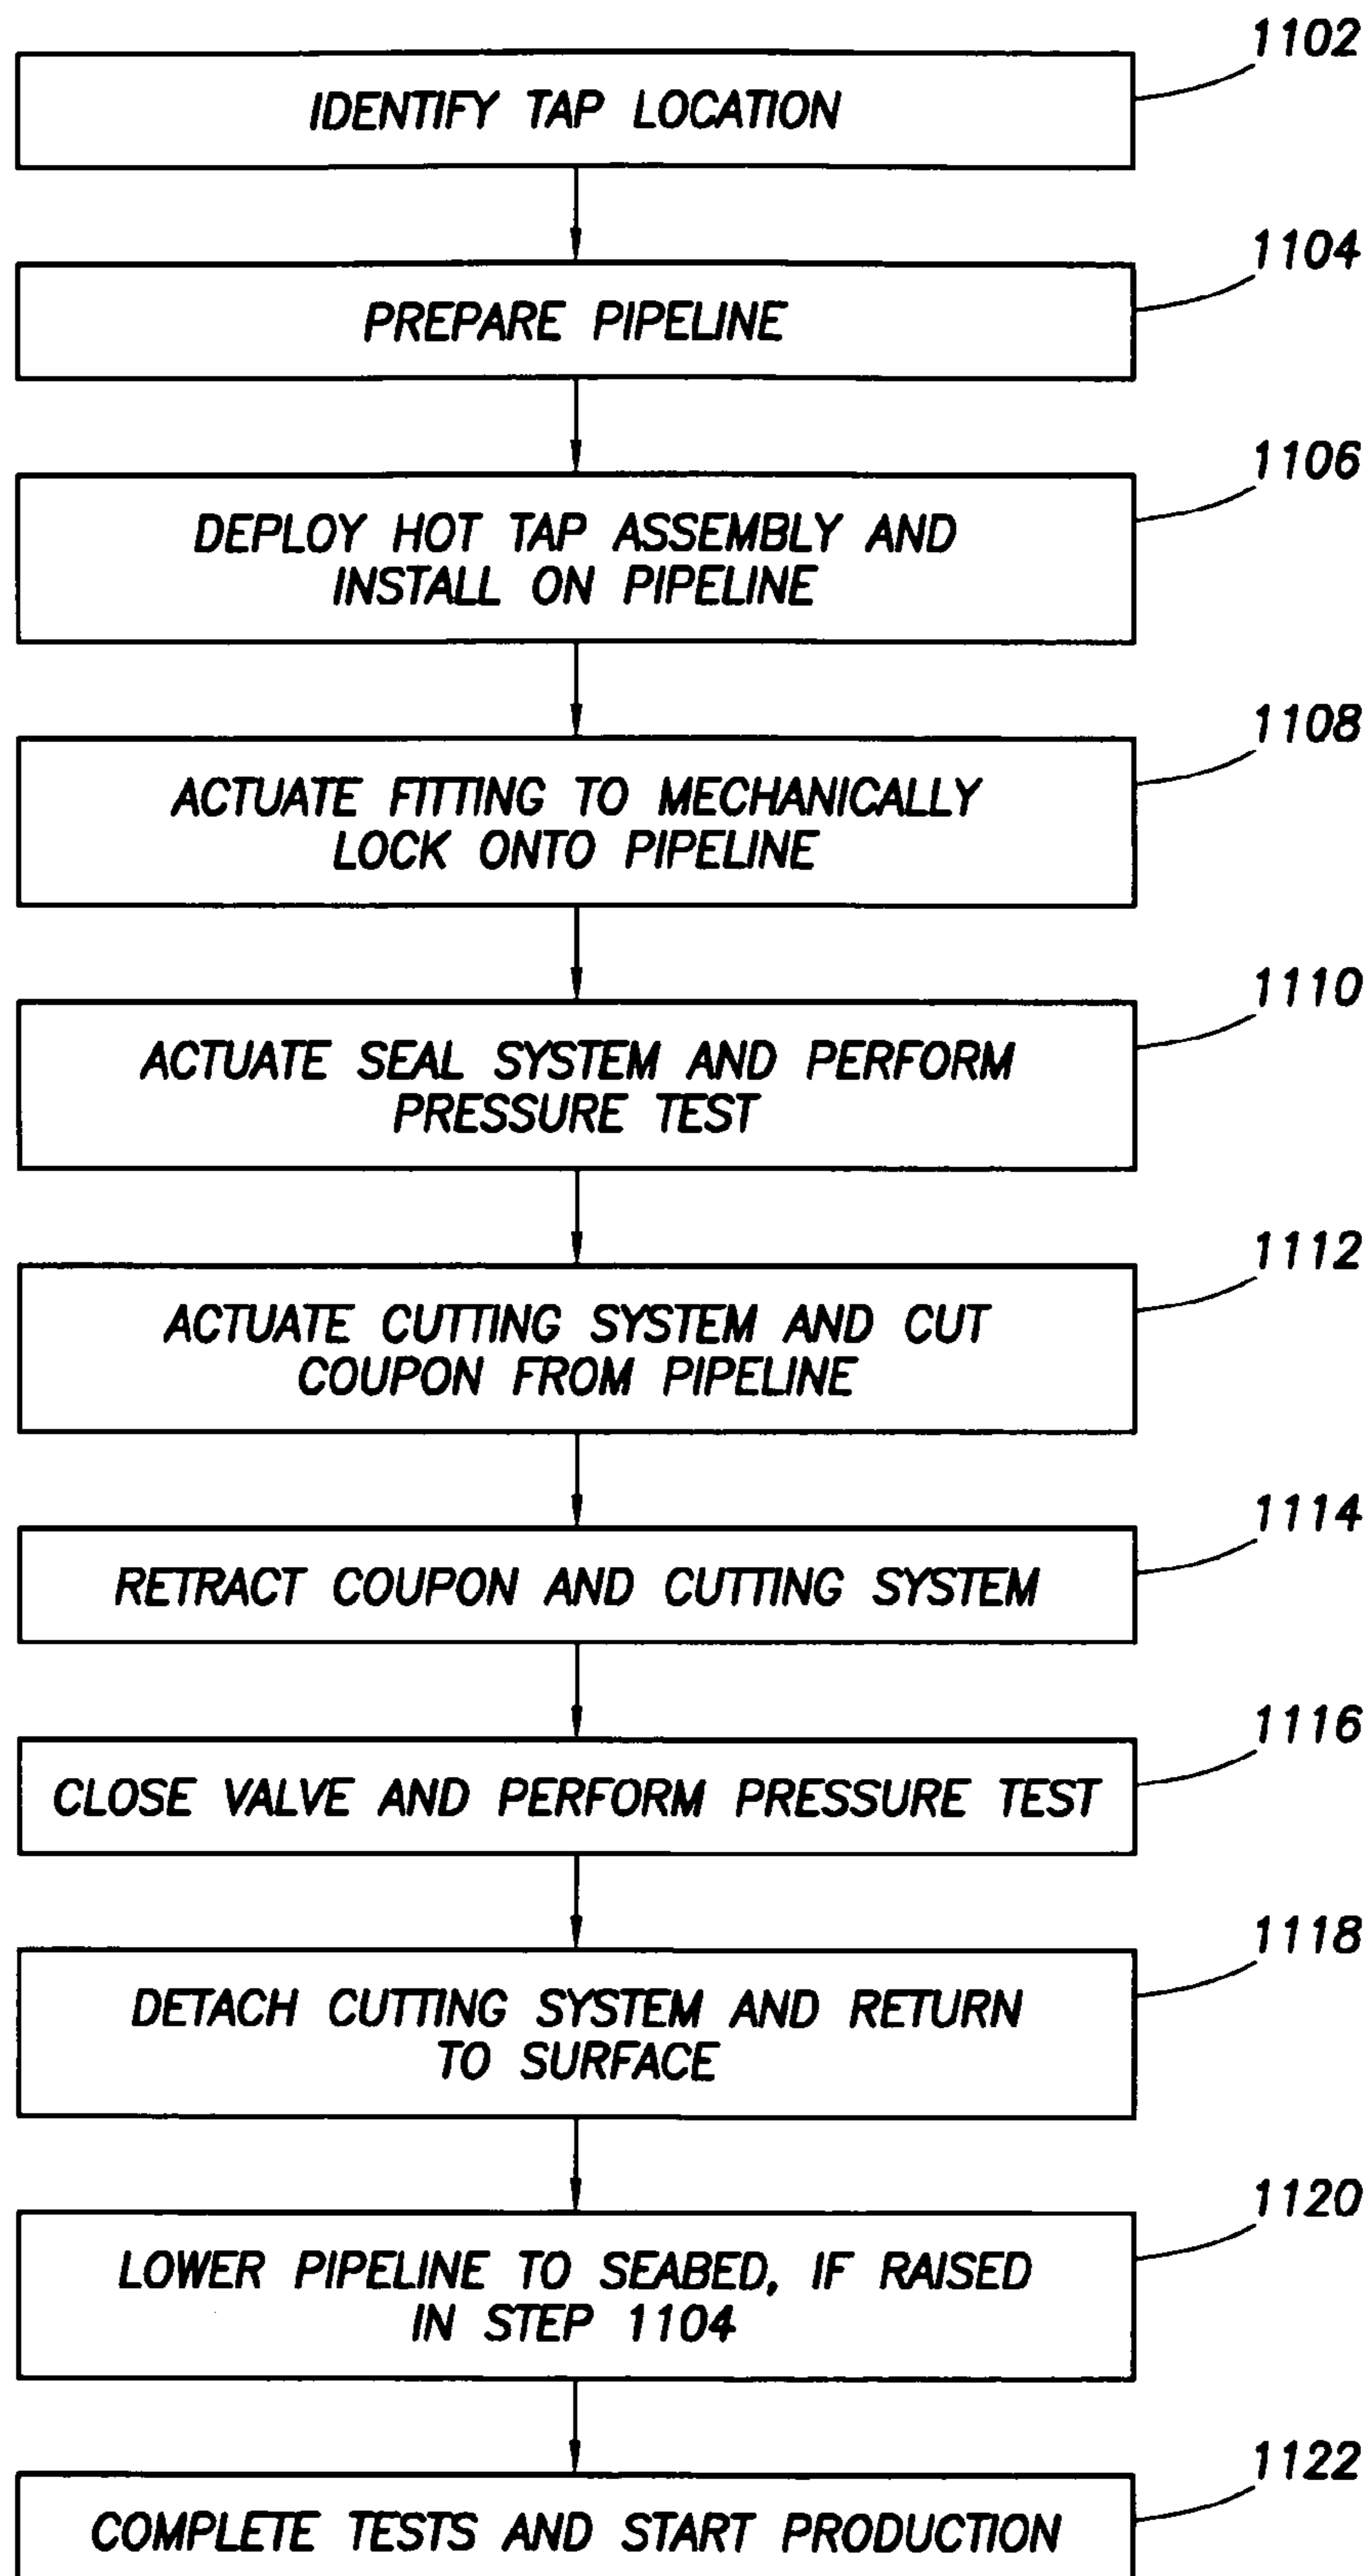 1102
IDENTIFY TAP LOCATION
1104
PREPARE PIPELINE
1106
DEPLOY HOT TAP ASSEMBLY AND
INSTALL ON PIPELINE
1108
ACTUATE FITTING TO MECHANICALLY
LOCK ONTO PIPELINE
1110
ACTUATE SEAL SYSTEM AND PERFORM
PRESSURE TEST
1112
ACTUATE CUTTING SYSTEM AND CUT
COUPON FROM PIPELINE
1114
RETRACT COUPON AND CUTTING SYSTEM
1116
CLOSE VALVE AND PERFORM PRESSURE TEST
1118
DETACH CUTTING SYSTEM AND RETURN
TO SURFACE
1120
LOWER PIPELINE TO SEABED, IF RAISED
IN STEP 1104
1122
COMPLETE TESTS AND START PRODUCTION